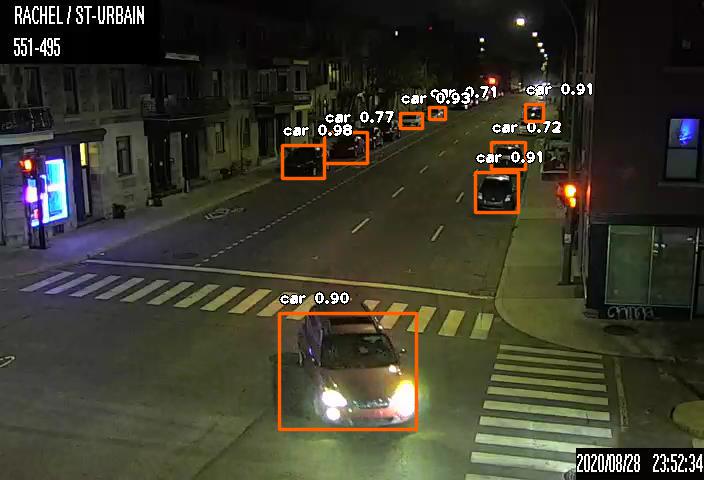 RACHEL / ST-URBAIN
551-495
car 0.91
car 0.71
car 0.93
car 0.77
car 0.72
car 0.98
car 0.91
car 0.90
2020/08/28 23:52:34